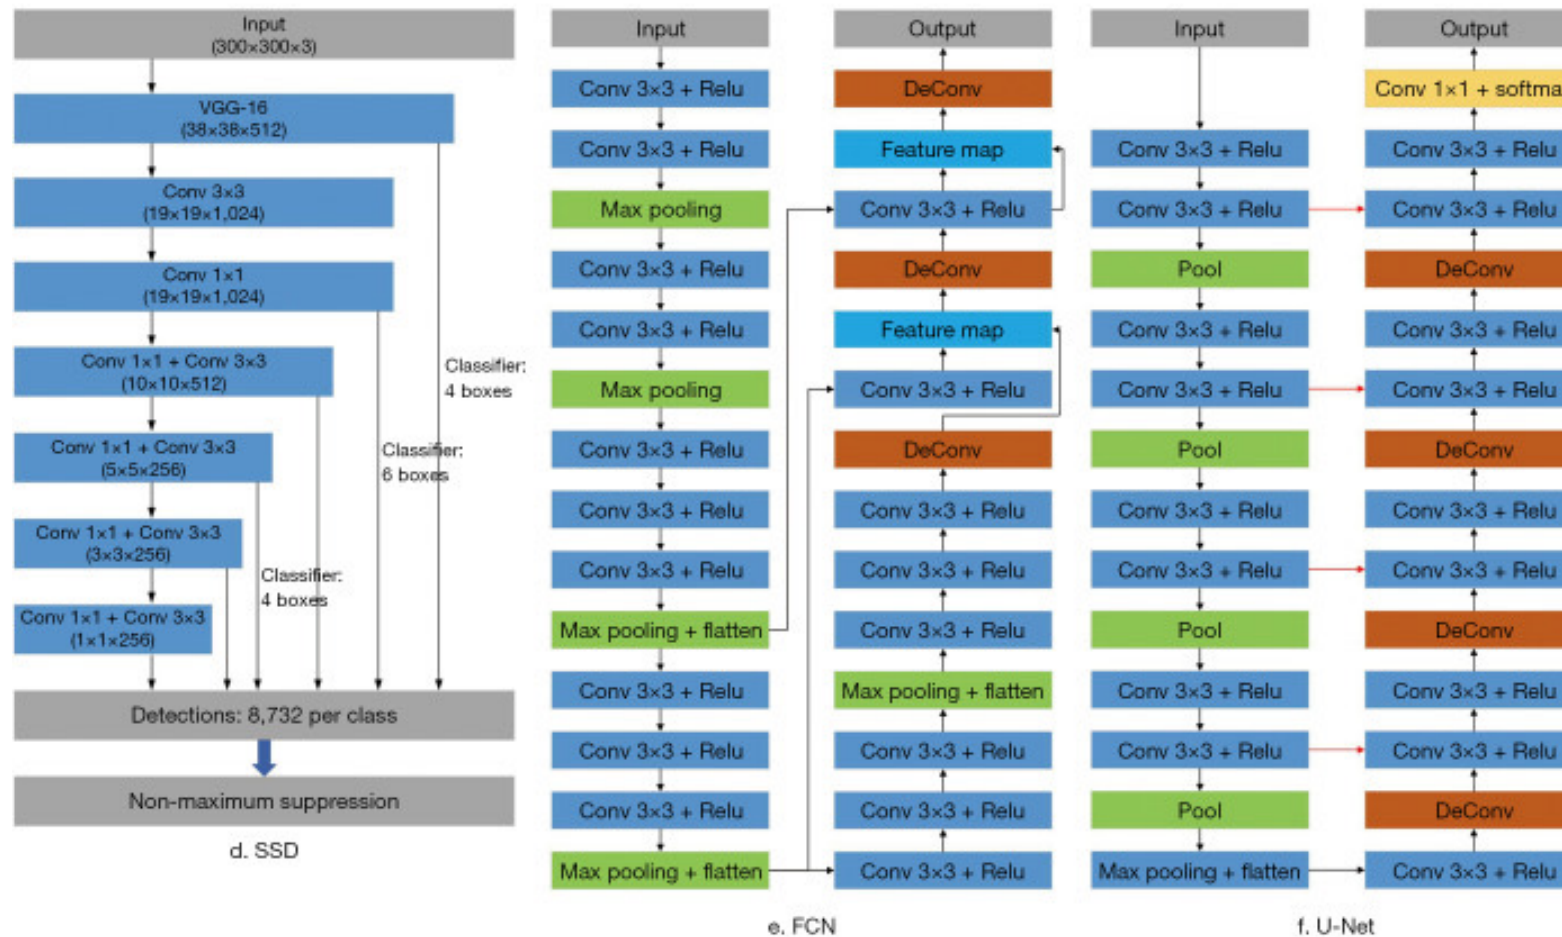 Input
(300×300×3)
VGG-16
(38×38×512)
Conv 3×3
(19×19×1,024)
Conv 1×1
(19×19×1,024)
Conv 1×1 + Conv 3×3
(10×10×512)
Conv 1×1 + Conv 3×3
(5×5×256)
Conv 1×1 + Conv 3×3
(3×3×256)
Conv 1×1 + Conv 3×3
(1×1×256)
Classifier:
4 boxes
Classifier:
6 boxes
Classifier:
4 boxes
Detections: 8,732 per class
Non-maximum suppression
d. SSD
Input
Conv 3×3 + Relu
Conv 3×3 + Relu
Max pooling
Conv 3×3 + Relu
Conv 3×3 + Relu
Max pooling
Conv 3×3 + Relu
Conv 3×3 + Relu
Conv 3×3 + Relu
Max pooling + flatten
Conv 3×3 + Relu
Conv 3×3 + Relu
Conv 3×3 + Relu
Max pooling + flatten
Output
DeConv
Feature map
Conv 3×3 + Relu
DeConv
Feature map
Conv 3×3 + Relu
DeConv
Conv 3×3 + Relu
Conv 3×3 + Relu
Conv 3×3 + Relu
Max pooling + flatten
Conv 3×3 + Relu
Conv 3×3 + Relu
Conv 3×3 + Relu
e. FCN
Input
Conv 3×3 + Relu
Conv 3×3 + Relu
Pool
Conv 3×3 + Relu
Conv 3×3 + Relu
Pool
Conv 3×3 + Relu
Conv 3×3 + Relu
Pool
Conv 3×3 + Relu
Conv 3×3 + Relu
Pool
Max pooling + flatten
Output
Conv 1×1 + softma
Conv 3×3 + Relu
Conv 3×3 + Relu
DeConv
Conv 3×3 + Relu
Conv 3×3 + Relu
DeConv
Conv 3×3 + Relu
Conv 3×3 + Relu
DeConv
Conv 3×3 + Relu
Conv 3×3 + Relu
DeConv
Conv 3×3 + Relu
f. U-Net